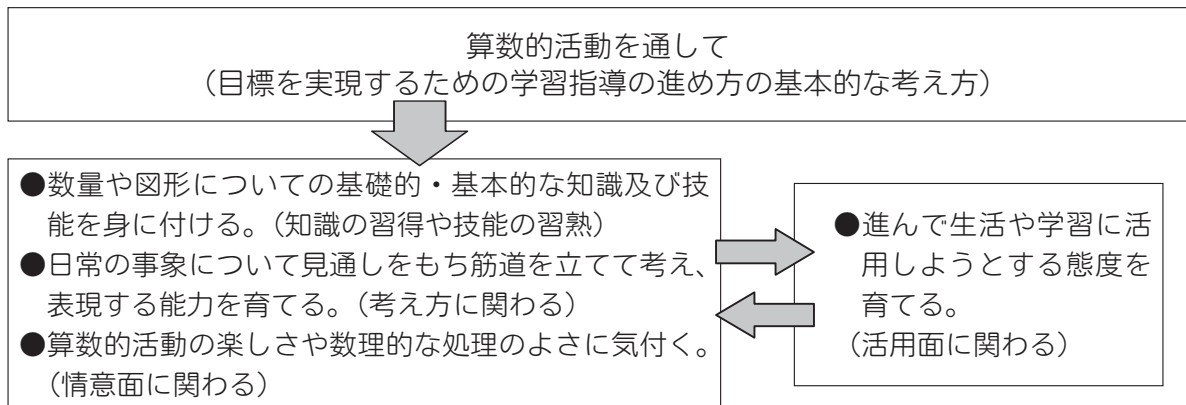 算数的活動を通して
（目標を実現するための学習指導の進め方の基本的な考え方）
●数量や図形についての基礎的・基本的な知識及び技
能を身に付ける。（知識の習得や技能の習熟）
●日常の事象について見通しをもち筋道を立てて考え、
表現する能力を育てる。（考え方に関わる）
●算数的活動の楽しさや数理的な処理のよさに気付く。
（情意面に関わる）
●進んで生活や学習に活
用しようとする態度を
育てる。
（活用面に関わる）